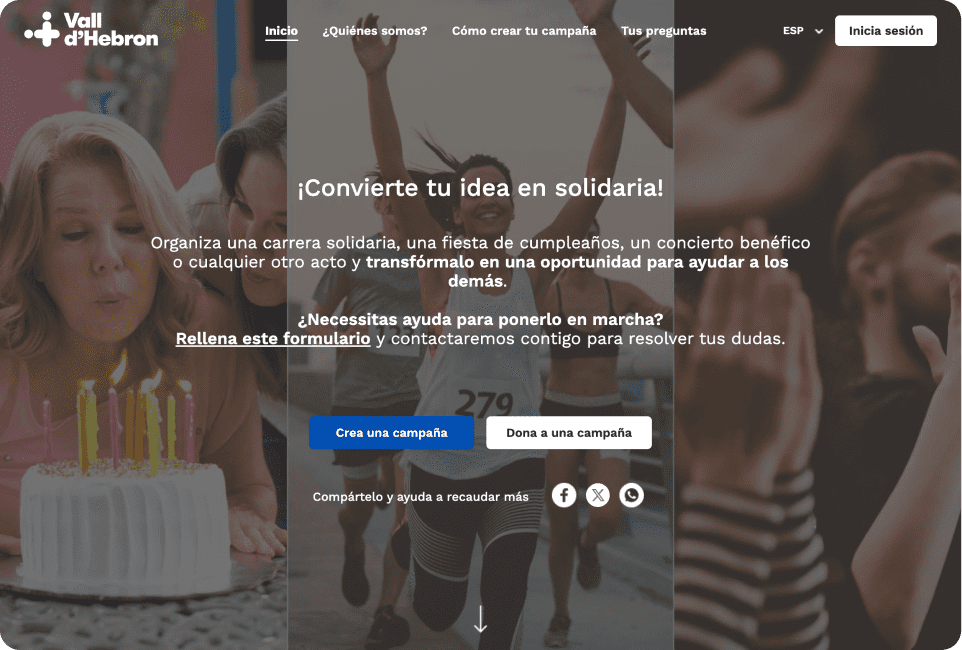 Vall
d'Hebron
Inicio ¿Quiénes somos? Cómo crear tu campaña Tus preguntas ESP Inicia sesión
¡Convierte tu idea en solidaria!
Organiza una carrera solidaria, una fiesta de cumpleaños, un concierto benéfico
o cualquier otro acto y transfórmalo en una oportunidad para ayudar a los
demás.
¿Necessitas ayuda para ponerlo en marcha?
Rellena este formulario y contactaremos contigo para resolver tus dudas.
279
Crea una campaña Dona a una campaña
Compártelo y ayuda a recaudar más